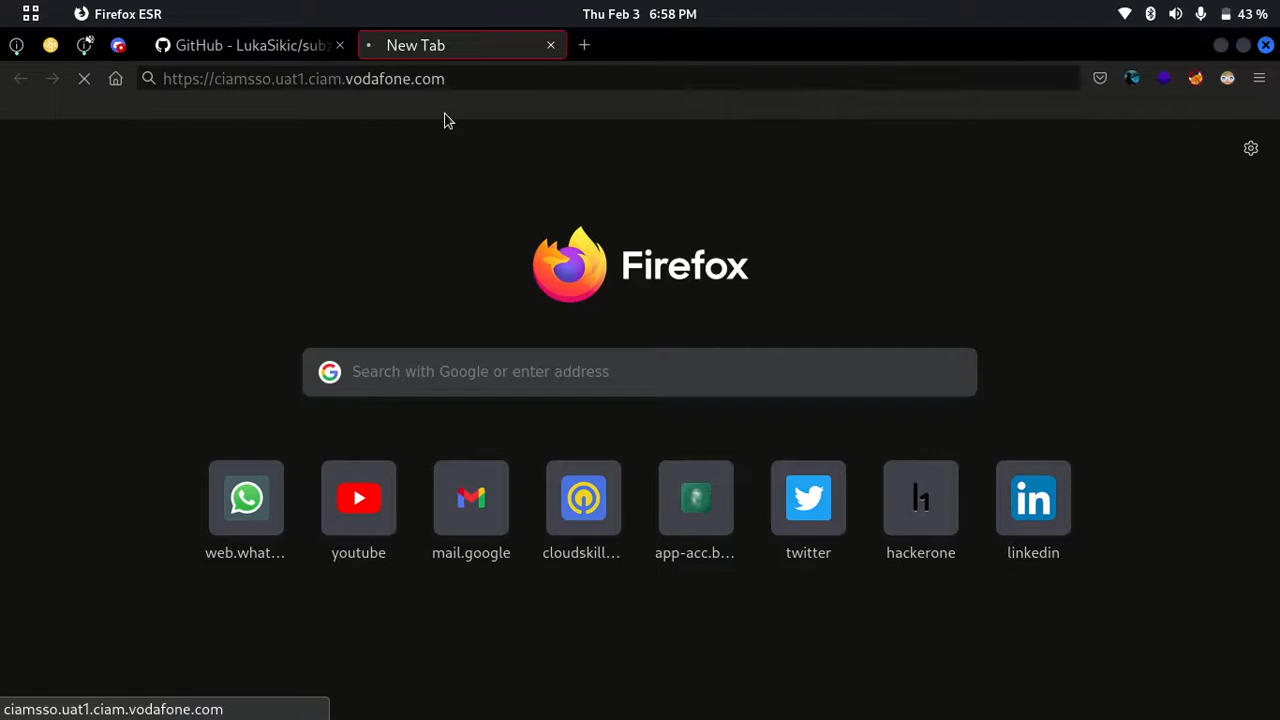 Firefox ESR
Thu Feb 3 6:58 PM
43 %
GitHub - LukaSikic/sub
New Tab
https://ciamsso.uat1.ciam.vodafone.com
Firefox
Search with Google or enter address
web.what...
youtube
mail.google
cloudskill...
app-acc.b...
twitter
hackerone
linkedin
h1
in
ciamsso.uat1.ciam.vodafone.com